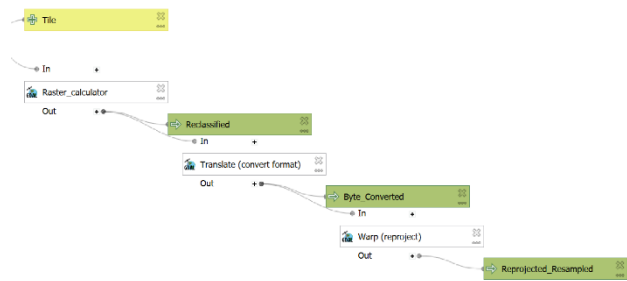 Tile
In
Raster_calculator
Out
Reclassified
In
Translate (convert format)
Out
Byte_Converted
In
Warp (reproject)
Out
Reprojected_Resampled